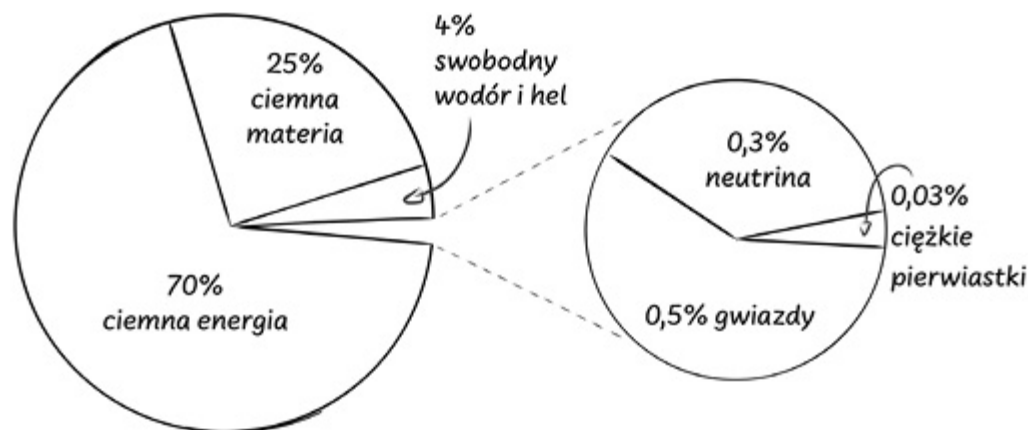 25%
ciemna
materia
4%
swobodny
wodór i hel
70%
ciemna energia
0,3%
neutrina
0,03%
ciężkie
pierwiastki
0,5% gwiazdy